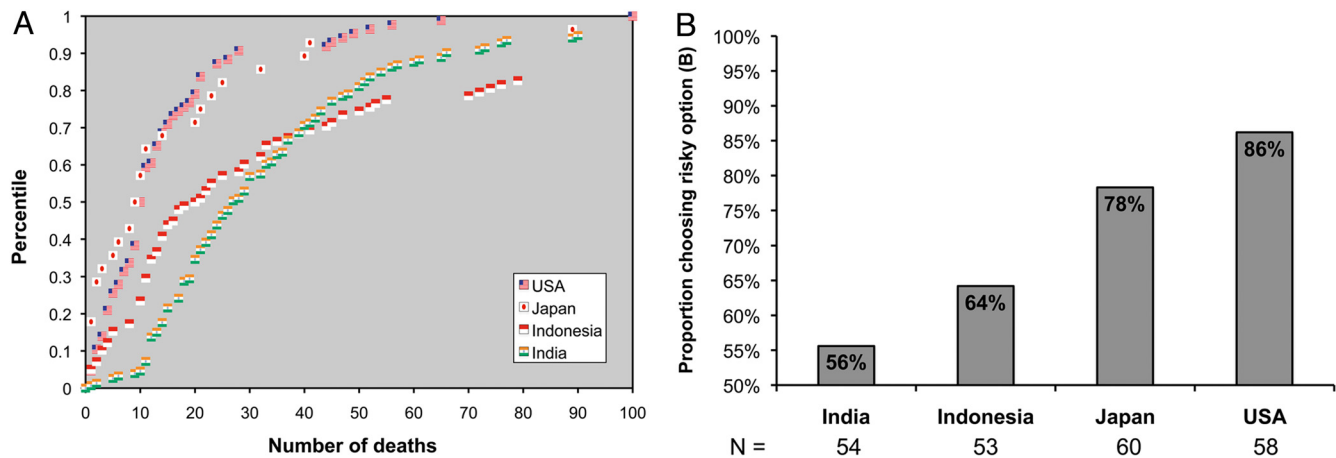 A
Percentile
1
0.9
0.8
0.7
0.6
0.5
0.4
0.3
0.2
0.1
0
0 10 20 30 40 50 60 70 80 90 100
Number of deaths
USA
Japan
Indonesia
India
B
Proportion choosing risky option (B)
100%
95%
90%
85%
80%
75%
70%
65%
60%
55%
50%
56%
64%
78%
86%
India Indonesia Japan USA
N = 54 53 60 58